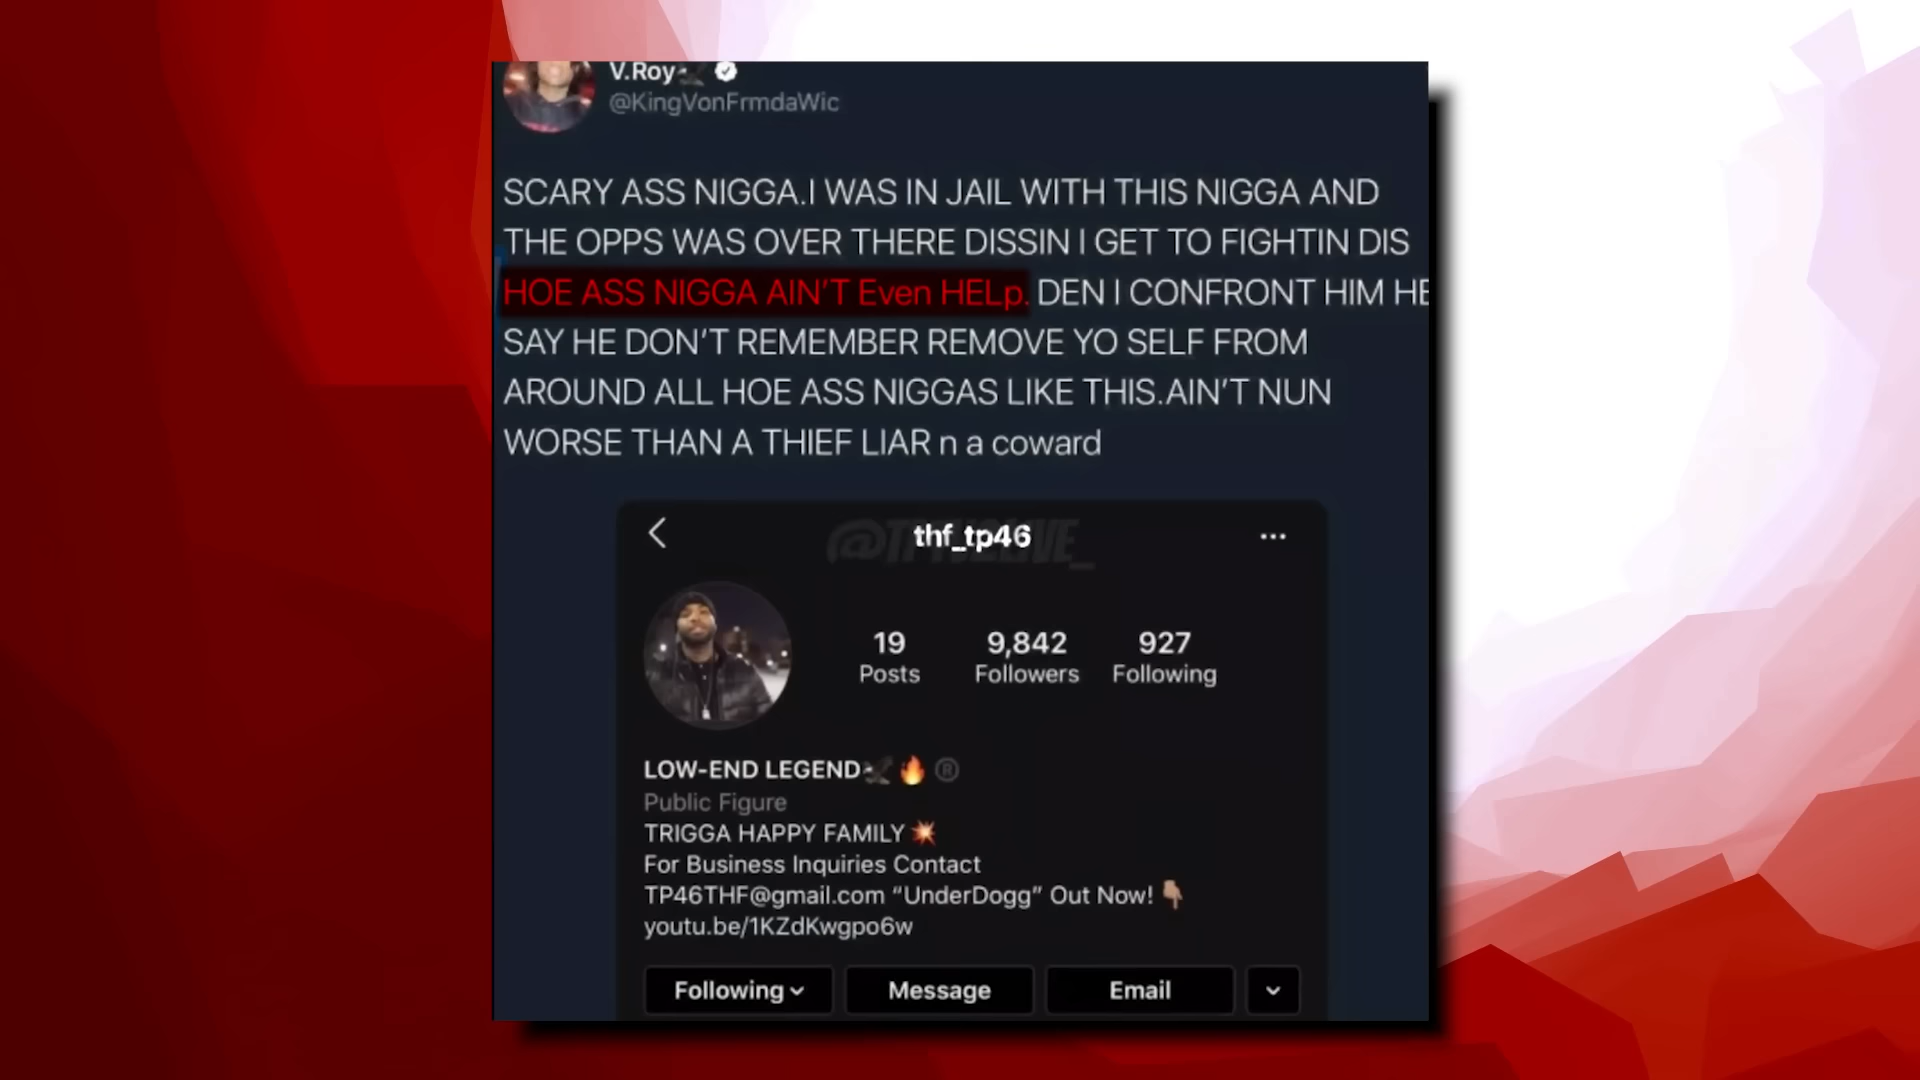 V.Roy
@KingVonFrmdaWic
SCARY ASS NIGGA.I WAS IN JAIL WITH THIS NIGGA AND
THE OPPS WAS OVER THERE DISSIN I GET TO FIGHTIN DIS
HOE ASS NIGGA AIN'T Even HELp. DEN I CONFRONT HIM HE
SAY HE DON'T REMEMBER REMOVE YO SELF FROM
AROUND ALL HOE ASS NIGGAS LIKE THIS.AIN'T NUN
WORSE THAN A THIEF LIAR n a coward
thf_tp46
19 9,842 927
Posts Followers Following
LOW-END LEGEND 🔥 ®
Public Figure
TRIGGA HAPPY FAMILY 💥
For Business Inquiries Contact
TP46THF@gmail.com “UnderDogg” Out Now! 👇🏽
youtu.be/1KZdKwgpo6w
Following Message Email